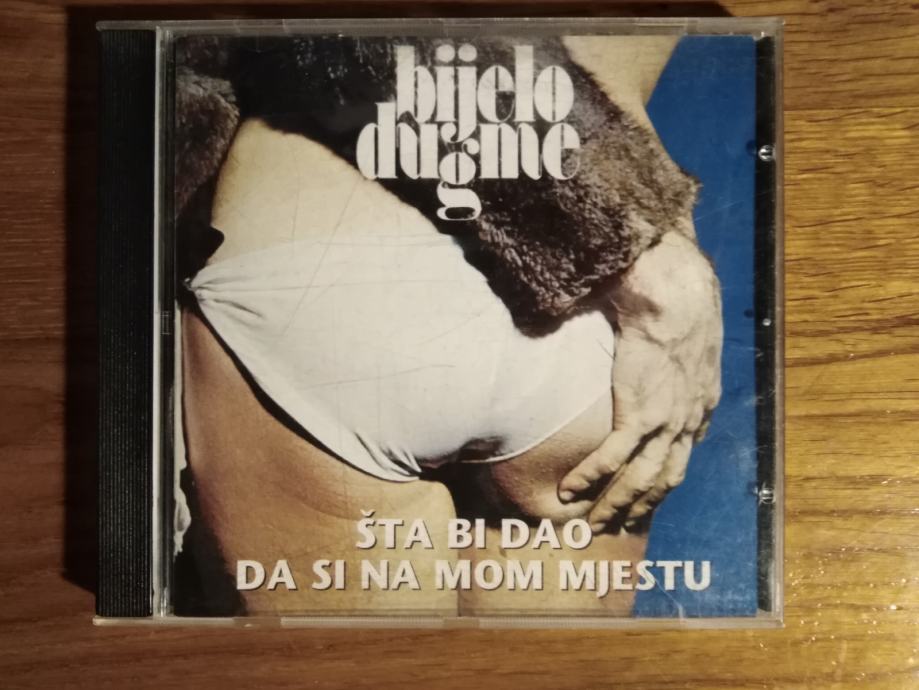 bijelo
dugme
ŠTA BI DAO
DA SI NA MOM MJESTU